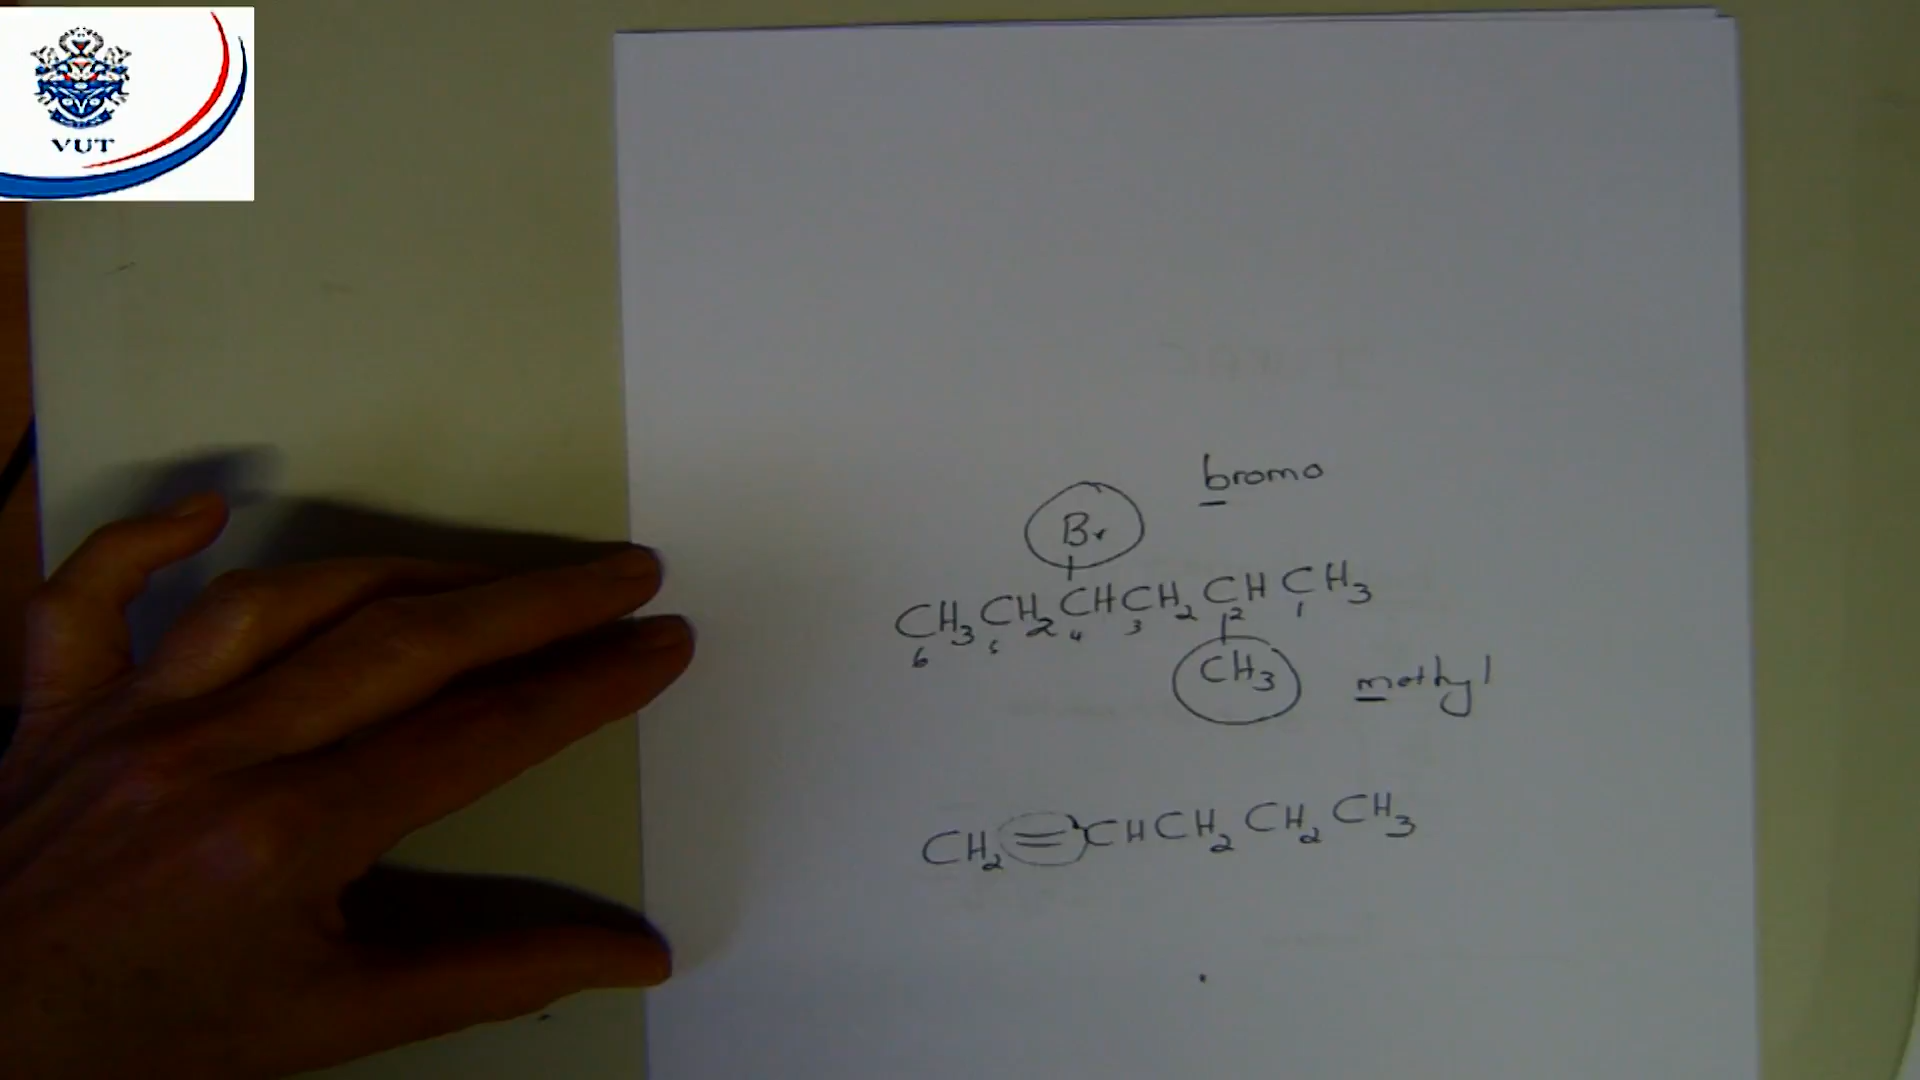 VUT
bromo
Br
CH₃CH₂CHCH₂CHCH₃
6 5 4 3 2 1
CH₃ methyl
CH₂=CHCH₂CH₂CH₃